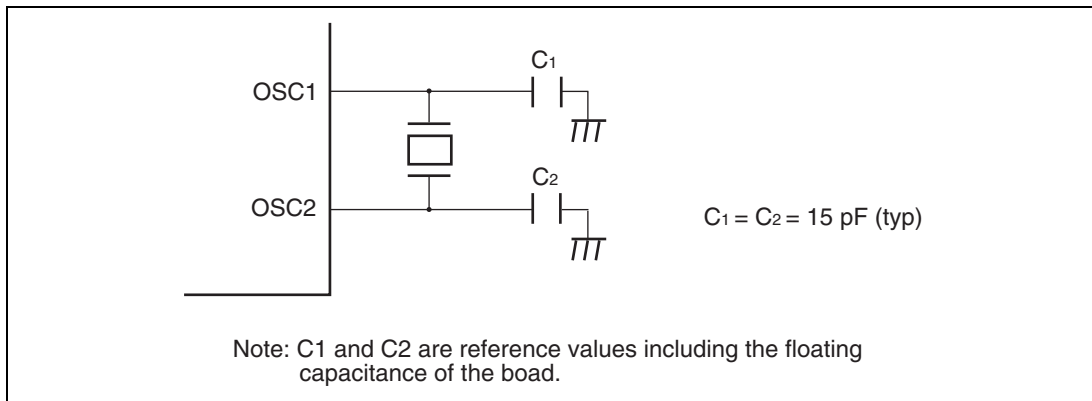 C1
OSC1
C2
OSC2
C1 = C2 = 15 pF (typ)
Note: C1 and C2 are reference values including the floating
capacitance of the boad.